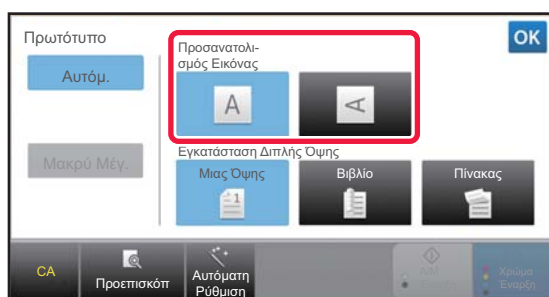 Πρωτότυπο
OK
Προσανατολι-
σμός Εικόνας
Αυτόμ.
A
A
Μακρύ Μέγ.
Εγκατάσταση Διπλής Όψης
Μιας Όψης
Βιβλίο
Πίνακας
1
CA
Προεπισκόπ
Αυτόματη
Ρύθμιση
Χρώμα
Έναρξη